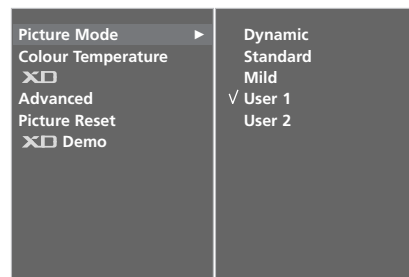 Picture Mode ►
Colour Temperature
XD
Advanced
Picture Reset
XD Demo
Dynamic
Standard
Mild
√ User 1
User 2